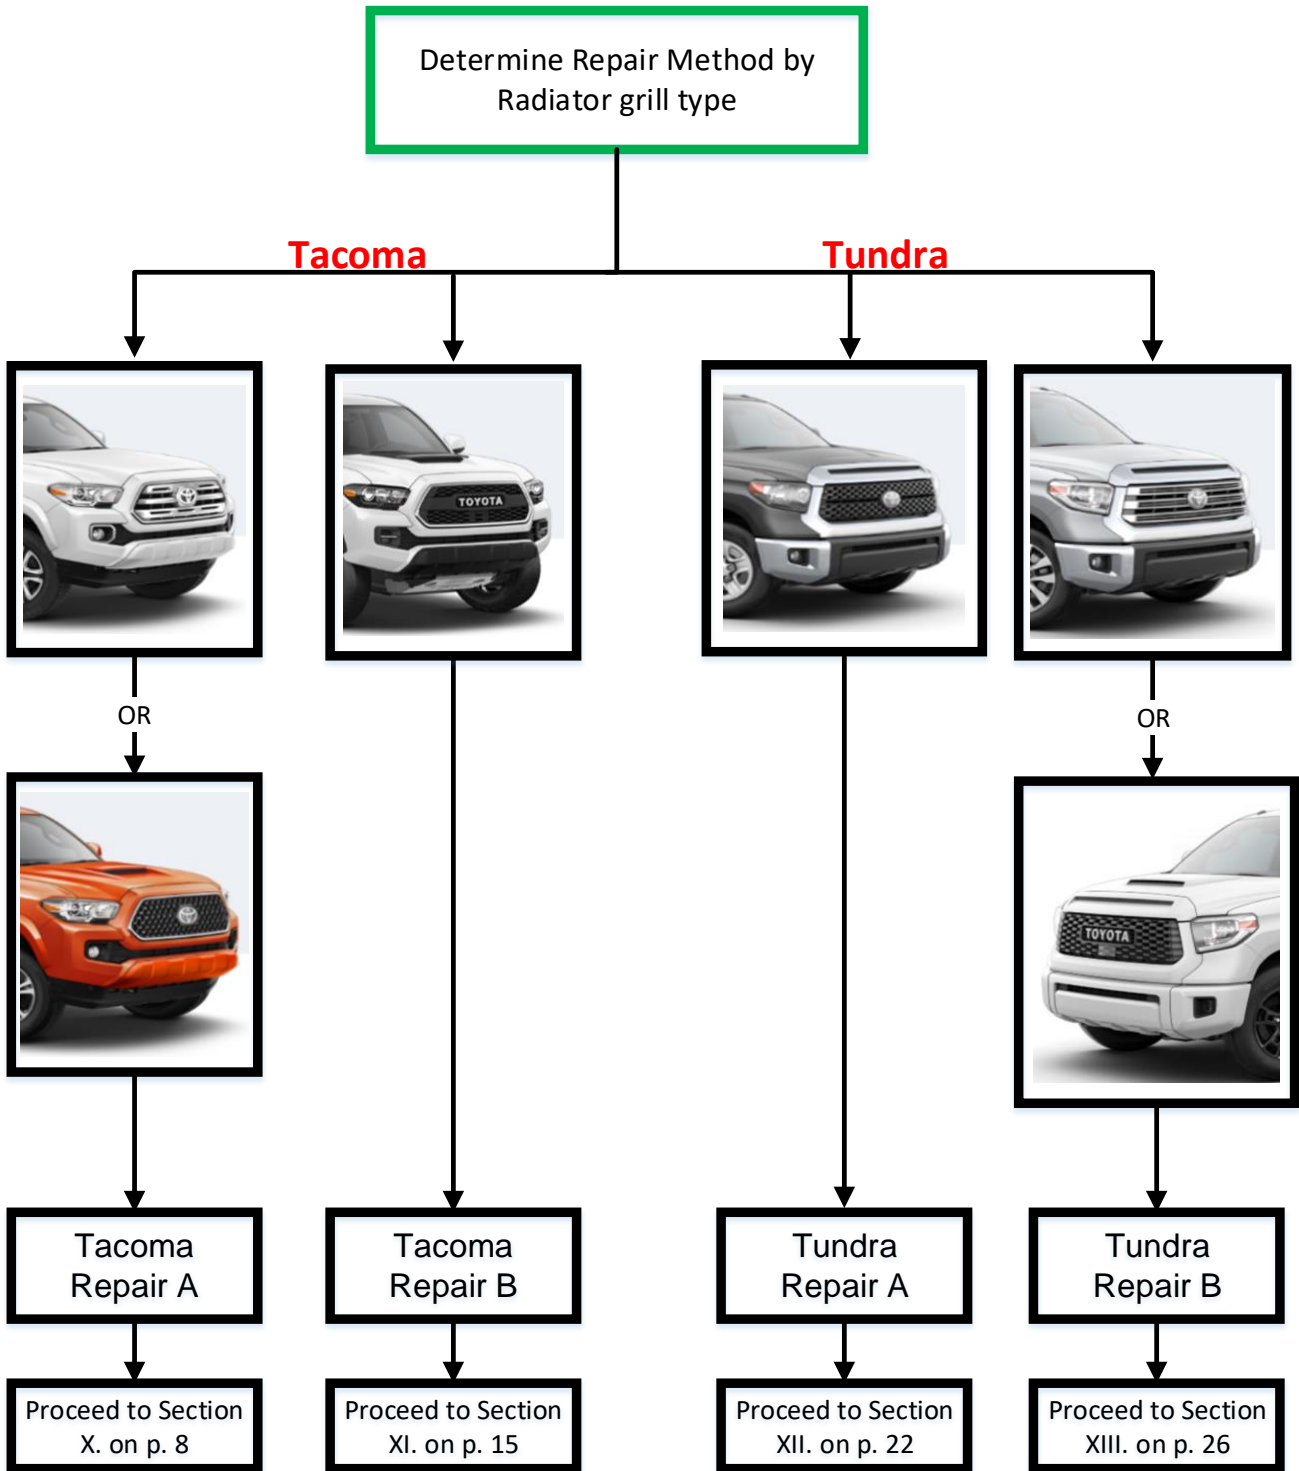 Determine Repair Method by
Radiator grill type
Tacoma
Tundra
TOYOTA
OR
OR
TOYOTA
Tacoma
Repair A
Tacoma
Repair B
Tundra
Repair A
Tundra
Repair B
Proceed to Section
X. on p. 8
Proceed to Section
XI. on p. 15
Proceed to Section
XII. on p. 22
Proceed to Section
XIII. on p. 26